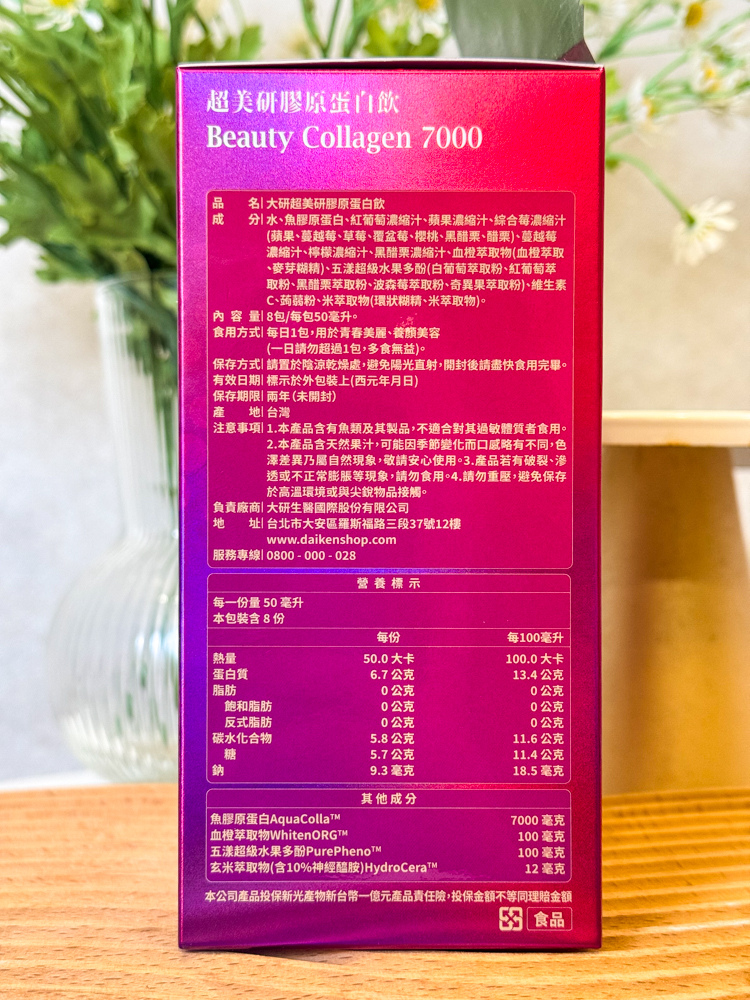 超美研膠原蛋白飲
Beauty Collagen 7000
品 名 大研超美研膠原蛋白飲
成 分 水、魚膠原蛋白、紅葡萄濃縮汁、蘋果濃縮汁、綜合莓濃縮汁
(蘋果、蔓越莓、草莓、覆盆莓、櫻桃、黑醋栗、醋栗)、蔓越莓
濃縮汁、檸檬濃縮汁、黑醋栗濃縮汁、血橙萃取物(血橙萃取
、麥芽糊精)、五漾超級水果多酚(白葡萄萃取粉、紅葡萄萃
取粉、黑醋栗萃取粉、波森莓萃取粉、奇異果萃取粉)、維生素
C、蒟蒻粉、米萃取物(環狀糊精、米萃取物)。
內 容 量 8包/每包50毫升。
食用方式 每日1包，用於青春美麗、養顏美容
(一日請勿超過1包，多食無益)。
保存方式 請置於陰涼乾燥處，避免陽光直射，開封後請盡快食用完畢。
有效日期 標示於外包裝上(西元年月日)
保存期限 兩年(未開封)
產 地 台灣
注意事項 1.本產品含有魚類及其製品，不適合對其過敏體質者食用。
2.本產品含天然果汁，可能因季節變化而口感略有不同，色
澤差異乃屬自然現象，敬請安心使用。3.產品若有破裂、滲
透或不正常膨脹等現象，請勿食用。4.請勿重壓，避免保存
於高溫環境或與尖銳物品接觸。
負責廠商 大研生醫國際股份有限公司
地 址 台北市大安區羅斯福路三段37號12樓
www.daikenshop.com
服務專線 0800 - 000 - 028
營養標示
每一份量 50 毫升
本包裝含 8 份
每份 每100毫升
熱量 50.0 大卡 100.0 大卡
蛋白質 6.7 公克 13.4 公克
脂肪 0 公克 0 公克
飽和脂肪 0 公克 0 公克
反式脂肪 0 公克 0 公克
碳水化合物 5.8 公克 11.6 公克
糖 5.7 公克 11.4 公克
鈉 9.3 毫克 18.5 毫克
其他成分
魚膠原蛋白AquaColla™ 7000 毫克
血橙萃取物WhitenORG™ 100 毫克
五漾超級水果多酚PurePheno™ 100 毫克
玄米萃取物(含10%神經醯胺)HydroCera™ 12 毫克
本公司產品投保新光產物新台幣一億元產品責任險，投保金額不等同理賠金額
食品